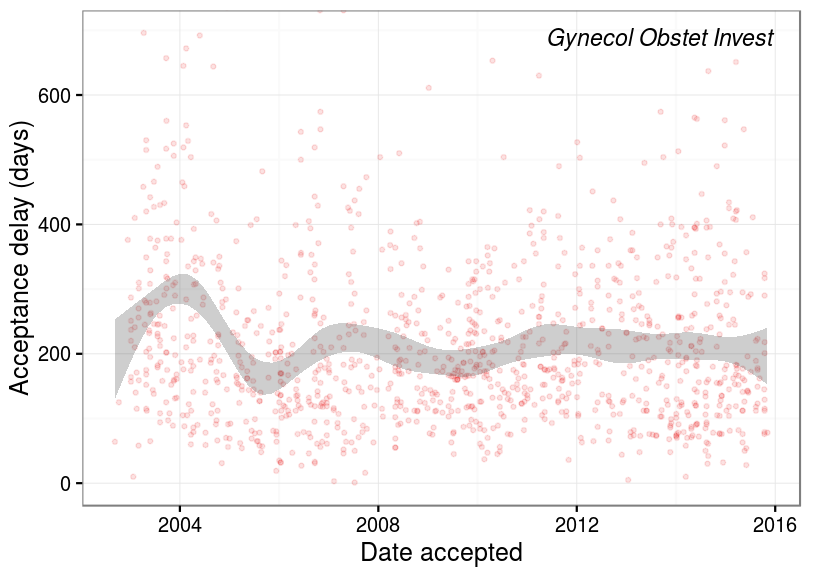 Gynecol Obstet Invest
Acceptance delay (days)
600
400
200
0
2004 2008 2012 2016
Date accepted